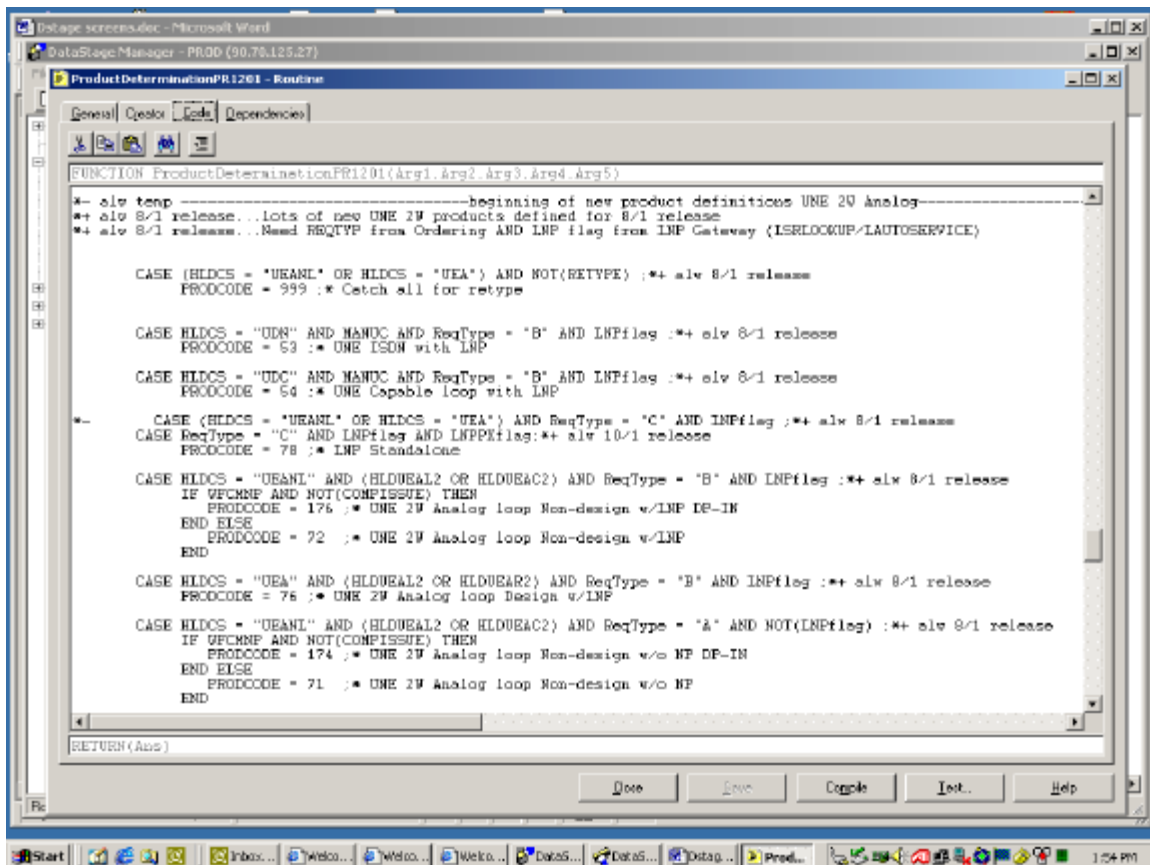 Dstage screens.doc - Microsoft Word
DataStage Manager - PROD (90.70.125.27)
ProductDeterminationPR1201 - Routine
General Creator Code Dependencies
FUNCTION ProductDeterminationPR1201(Arg1,Arg2,Arg3,Arg4,Arg5)
*- alw temp ---------------------------beginning of new product definitions UNE 2W Analog-------------------
*+ alw 8/1 release...Lots of new UNE 2W products defined for 8/1 release
*+ alw 8/1 release...Need REQTYP from Ordering AND LNP flag from LNP Gateway (LSRLOOKUP/LAUTOSERVICE)
CASE (HLDCS = "UEANL" OR HLDCS = "UEA") AND NOT(RETYPE) ;*+ alw 8/1 release
PRODCODE = 999 ;* Catch all for retype
CASE HLDCS = "UDN" AND MANUC AND ReqType = "B" AND LNPflag ;*+ alw 8/1 release
PRODCODE = 53 ;* UNE ISDN with LNP
CASE HLDCS = "UDC" AND MANUC AND ReqType = "B" AND LNPflag ;*+ alw 8/1 release
PRODCODE = 54 ;* UNE Capable loop with LNP
*- CASE (HLDCS = "UEANL" OR HLDCS = "UEA") AND ReqType = "C" AND LNPflag ;*+ alw 8/1 release
CASE ReqType = "C" AND LNPflag AND LNPPXflag;*+ alw 10/1 release
PRODCODE = 78 ;* LNP Standalone
CASE HLDCS = "UEANL" AND (HLDUEAL2 OR HLDUEAC2) AND ReqType = "B" AND LNPflag ;*+ alw 8/1 release
IF WFCMNP AND NOT(COMPISSUE) THEN
PRODCODE = 176 ;* UNE 2W Analog loop Non-design w/LNP DP-IN
END ELSE
PRODCODE = 72 ;* UNE 2W Analog loop Non-design w/LNP
END
CASE HLDCS = "UEA" AND (HLDUEAL2 OR HLDUEAR2) AND ReqType = "B" AND LNPflag ;*+ alw 8/1 release
PRODCODE = 76 ;* UNE 2W Analog loop Design w/LNP
CASE HLDCS = "UEANL" AND (HLDUEAL2 OR HLDUEAC2) AND ReqType = "A" AND NOT(LNPflag) ;*+ alw 8/1 release
IF WFCMNP AND NOT(COMPISSUE) THEN
PRODCODE = 174 ;* UNE 2W Analog loop Non-design w/o NP DP-IN
END ELSE
PRODCODE = 71 ;* UNE 2W Analog loop Non-design w/o NP
END
RETURN(Ans)
Close Save Compile Test... Help
Start Inbox... Welco... Welco... Welco... DataS... DataS... Dstag... Prod... 1:54 PM